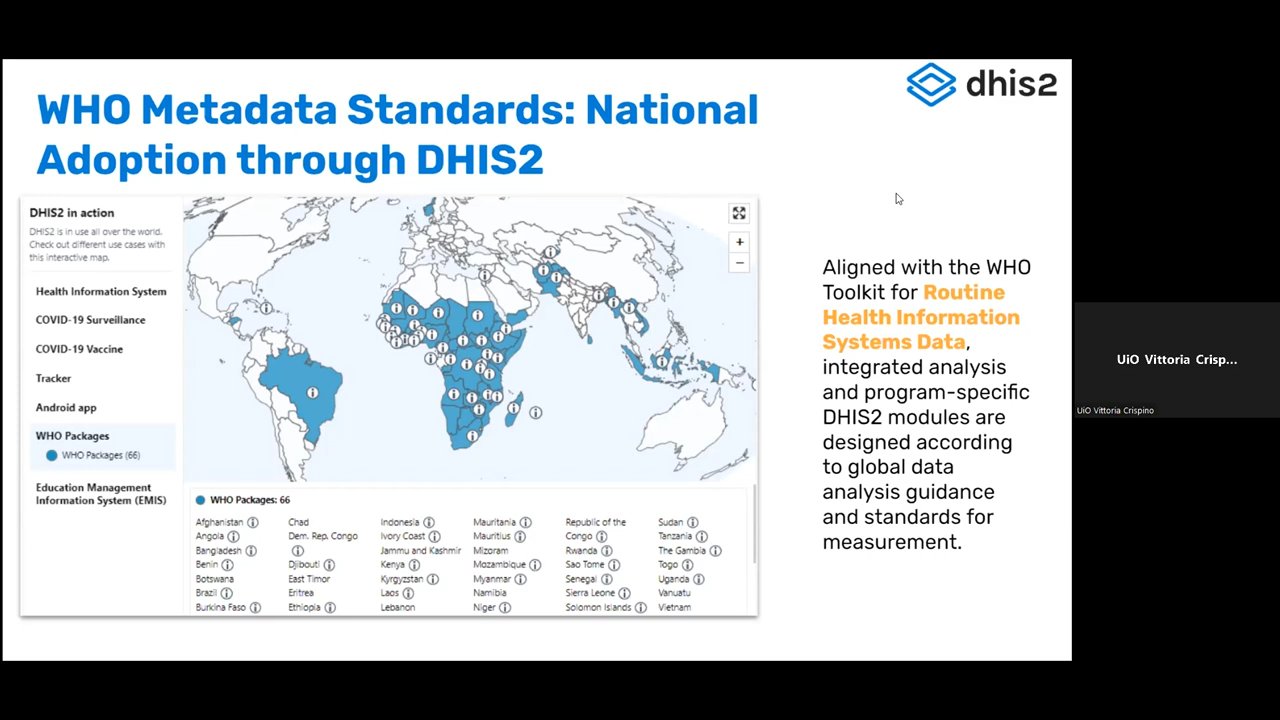 dhis2
WHO Metadata Standards: National
Adoption through DHIS2
DHIS2 in action
DHIS2 is in use all over the world.
Check out different use cases with
this interactive map.
Health Information System
COVID-19 Surveillance
COVID-19 Vaccine
Tracker
Android app
WHO Packages
WHO Packages (66)
Education Management
Information System (EMIS)
+
−
WHO Packages: 66
Afghanistan
Angola
Bangladesh
Benin
Botswana
Brazil
Burkina Faso
Chad
Dem. Rep. Congo
Djibouti
East Timor
Eritrea
Ethiopia
Indonesia
Ivory Coast
Jammu and Kashmir
Kenya
Kyrgyzstan
Laos
Lebanon
Mauritania
Mauritius
Mizoram
Mozambique
Myanmar
Namibia
Niger
Republic of the
Congo
Rwanda
Sao Tome
Senegal
Sierra Leone
Solomon Islands
Sudan
Tanzania
The Gambia
Togo
Uganda
Vanuatu
Vietnam
Aligned with the WHO
Toolkit for Routine
Health Information
Systems Data,
integrated analysis
and program-specific
DHIS2 modules are
designed according
to global data
analysis guidance
and standards for
measurement.
UiO Vittoria Crisp...
UiO Vittoria Crispino